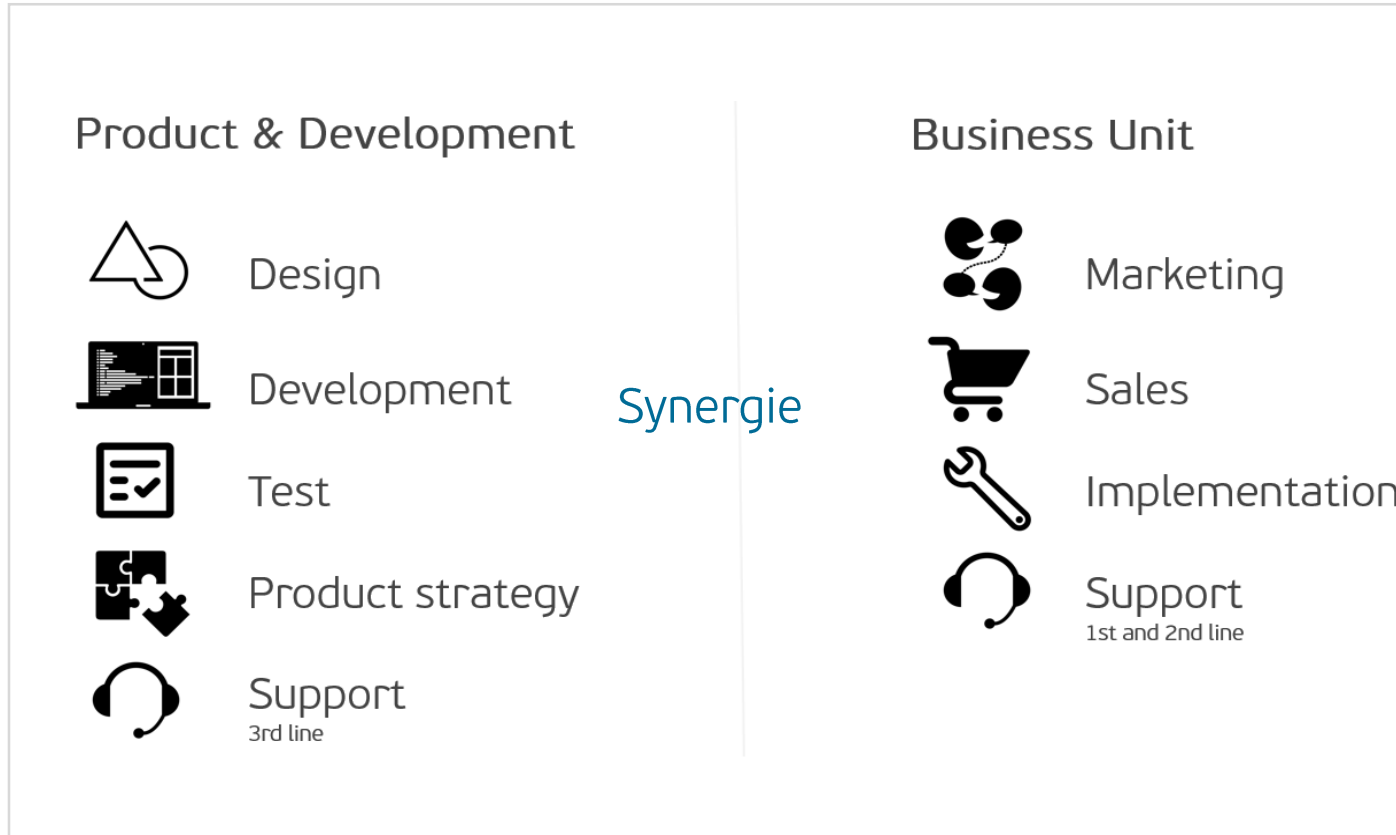 Product & Development
Design
Development
Test
Product strategy
Support
3rd line
Synergie
Business Unit
Marketing
Sales
Implementation
Support
1st and 2nd line